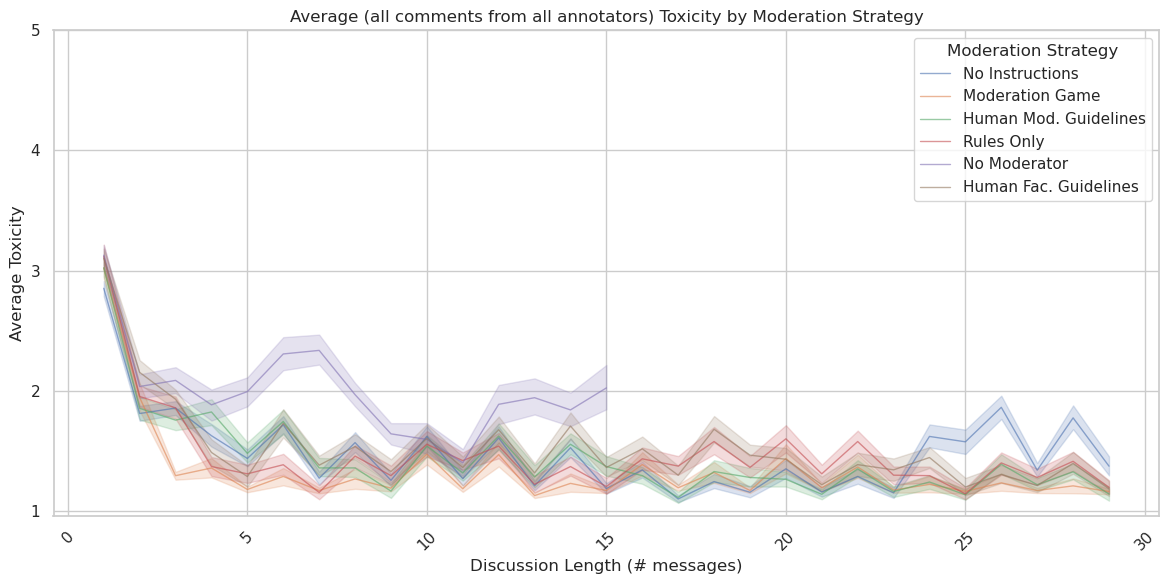 Average (all comments from all annotators) Toxicity by Moderation Strategy
5
4
3
2
1
Average Toxicity
Moderation Strategy
No Instructions
Moderation Game
Human Mod. Guidelines
Rules Only
No Moderator
Human Fac. Guidelines
0
5
10
15
20
25
30
Discussion Length (# messages)